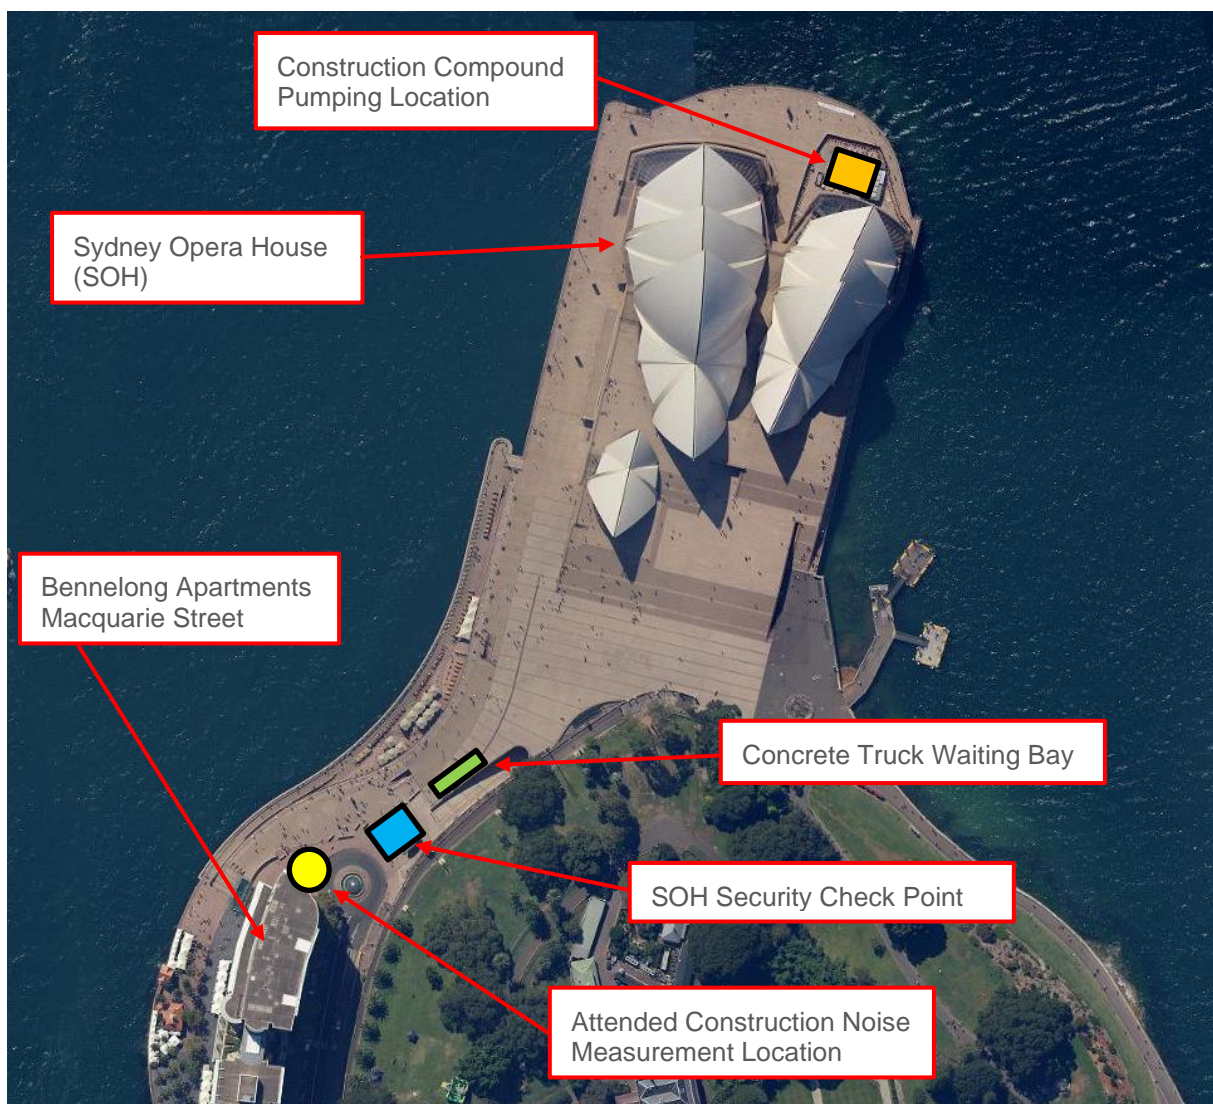 Construction Compound
Pumping Location
Sydney Opera House
(SOH)
Bennelong Apartments
Macquarie Street
Concrete Truck Waiting Bay
SOH Security Check Point
Attended Construction Noise
Measurement Location